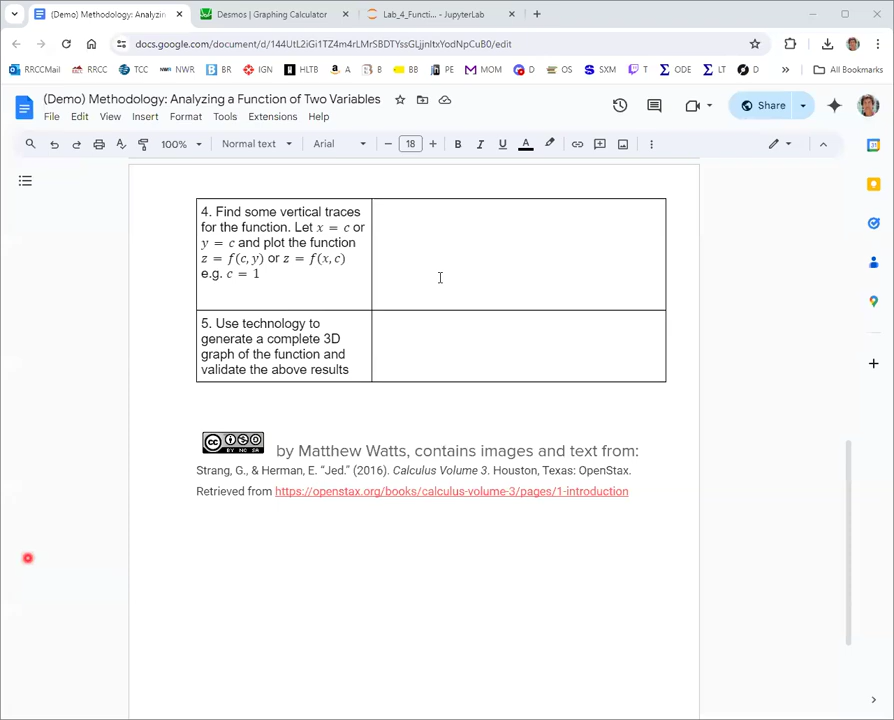 (Demo) Methodology: Analyzin
Desmos | Graphing Calculator
Lab_4_Functi... - JupyterLab
docs.google.com/document/d/144UtL2iGi1TZ4m4rLMrSBDTYssGLjjnItxYodNpCuB0/edit
RRCCMail RRCC TCC NWR BR IGN HLTB A B BB PE MOM D OS SXM T ODE LT D » All Bookmarks
(Demo) Methodology: Analyzing a Function of Two Variables
Share
File Edit View Insert Format Tools Extensions Help
100% Normal text Arial 18 B I U A
4. Find some vertical traces
for the function. Let x = c or
y = c and plot the function
z = f(c, y) or z = f(x, c)
e.g. c = 1
5. Use technology to
generate a complete 3D
graph of the function and
validate the above results
CC BY NC SA by Matthew Watts, contains images and text from:
Strang, G., & Herman, E. “Jed.” (2016). Calculus Volume 3. Houston, Texas: OpenStax.
Retrieved from https://openstax.org/books/calculus-volume-3/pages/1-introduction